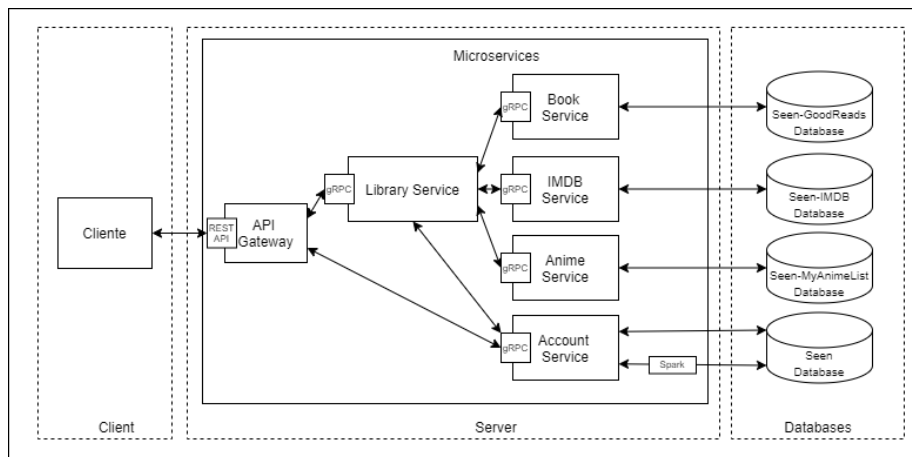 Microservices
Book
Service
gRPC
Seen-GoodReads
Database
Library Service
gRPC
IMDB
Service
gRPC
Seen-IMDB
Database
Cliente
REST
API
API
Gateway
Anime
Service
gRPC
Seen-MyAnimeList
Database
Account
Service
gRPC
Spark
Seen
Database
Client
Server
Databases